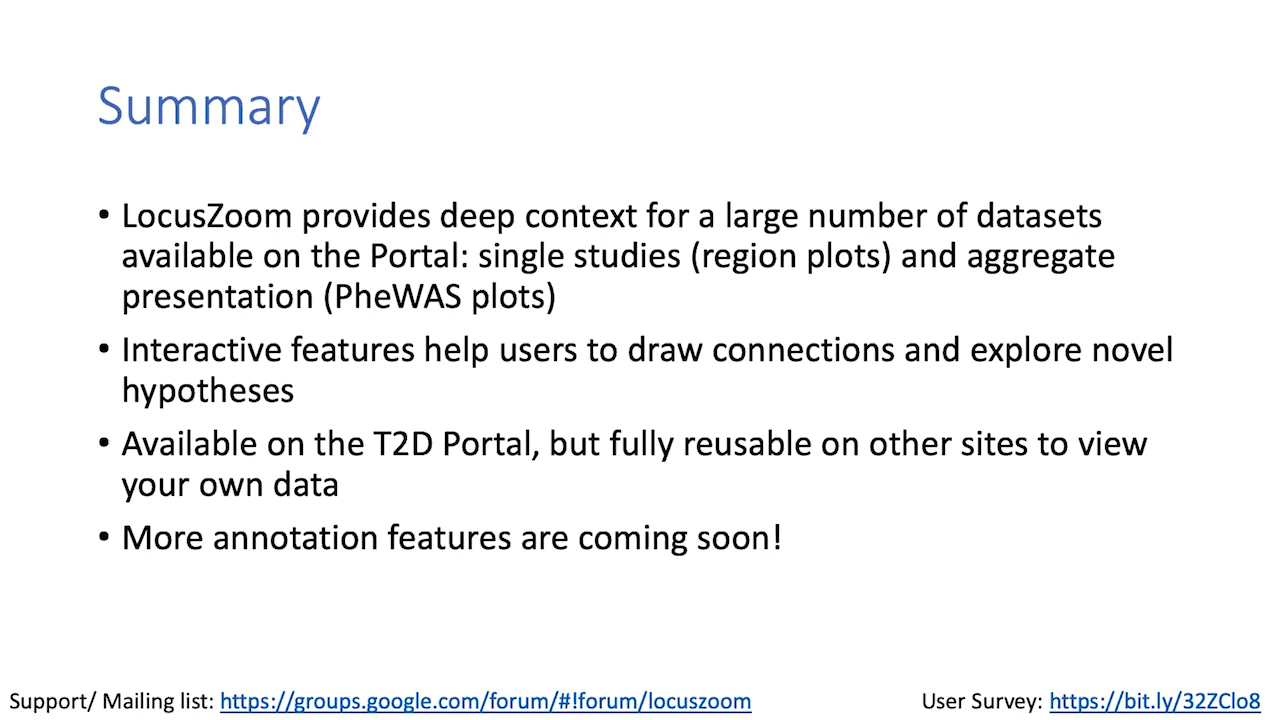 Summary
• LocusZoom provides deep context for a large number of datasets
available on the Portal: single studies (region plots) and aggregate
presentation (PheWAS plots)
• Interactive features help users to draw connections and explore novel
hypotheses
• Available on the T2D Portal, but fully reusable on other sites to view
your own data
• More annotation features are coming soon!
Support/ Mailing list: https://groups.google.com/forum/#!forum/locuszoom
User Survey: https://bit.ly/32ZClo8